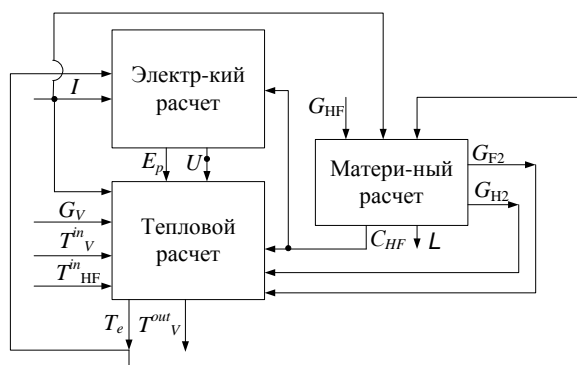 Электр-кий
расчет
I
G_HF
E_p
U
Матери-ный
расчет
G_F2
G_H2
G_V
T^in_V
T^in_HF
Тепловой
расчет
C_HF
L
T_e
T^out_V